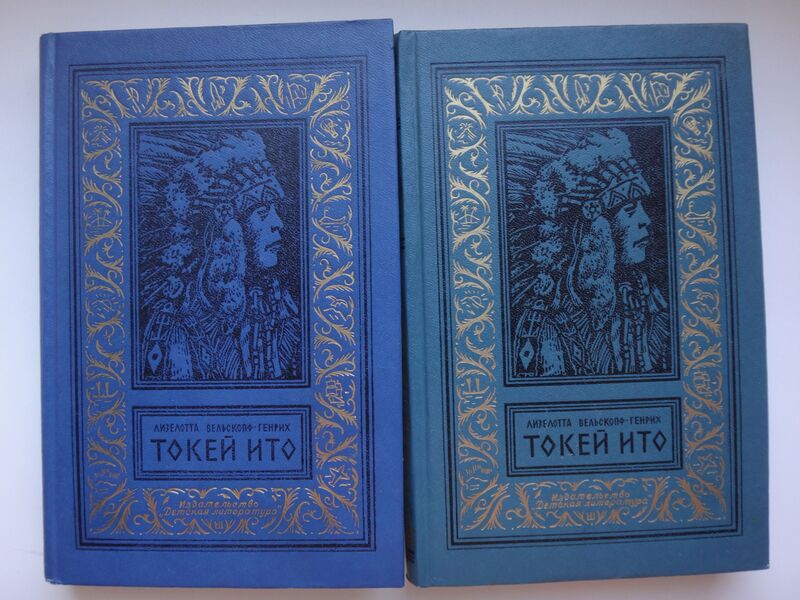 ЛИЗЕЛОТТА ВЕЛЬСКОПФ-ГЕНРИХ
ТОКЕЙ ИТО
Издательство
Детская литература
ЛИЗЕЛОТТА ВЕЛЬСКОПФ-ГЕНРИХ
ТОКЕЙ ИТО
Издательство
Детская литература